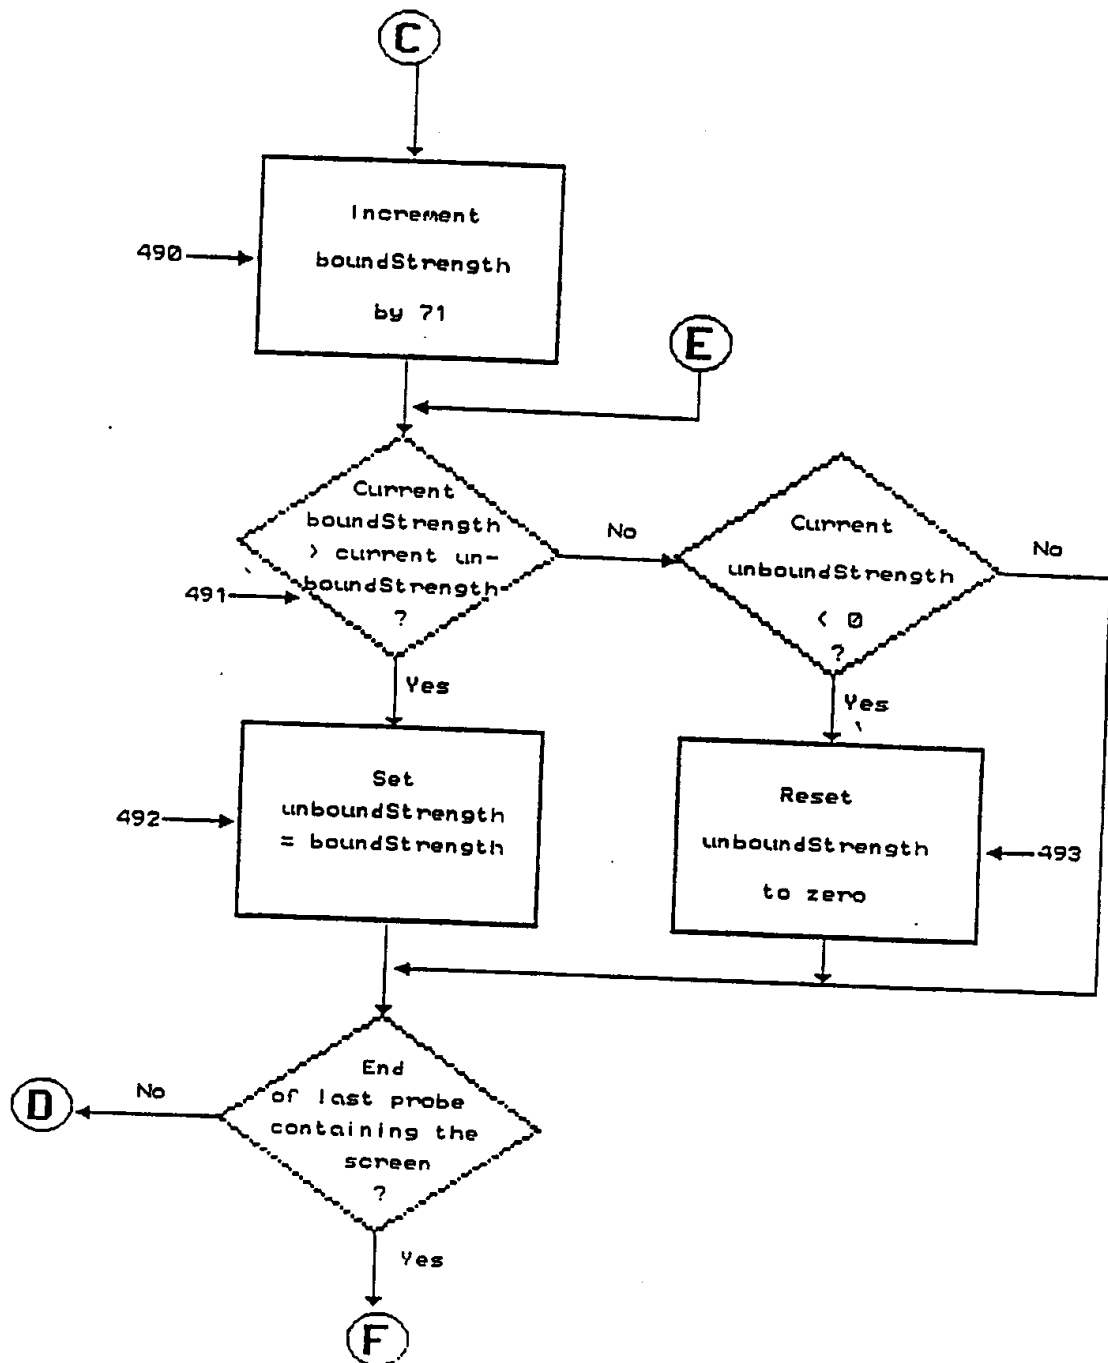 C
Increment
boundStrength
by 71
490
E
Current
boundStrength
> current un-
boundStrength
?
491
No
Current
unboundStrength
< 0
?
No
Yes
Yes
Set
unboundStrength
= boundStrength
492
Reset
unboundStrength
to zero
493
End
of last probe
containing the
screen
?
No
D
Yes
F